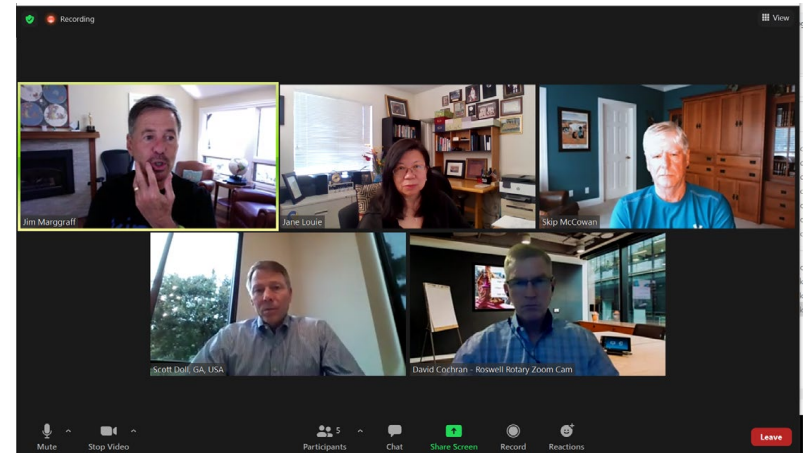 Recording
View
Jim Marggraff
Jane Louie
Skip McCowan
Scott Doll, GA, USA
David Cochran - Roswell Rotary Zoom Cam
5
Mute
Stop Video
Participants
Chat
Share Screen
Record
Reactions
Leave